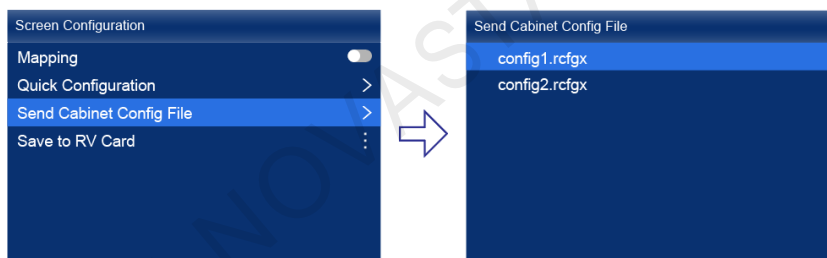 Screen Configuration
Mapping
Quick Configuration
Send Cabinet Config File
Save to RV Card
Send Cabinet Config File
config1.rcfgx
config2.rcfgx
NOVASTA